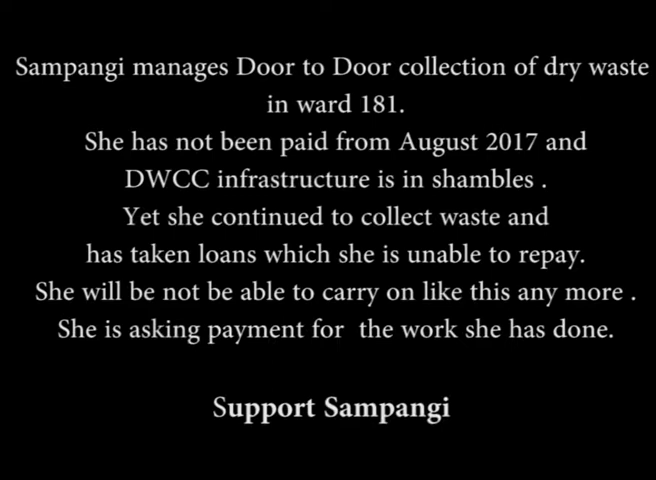 Sampangi manages Door to Door collection of dry waste
in ward 181.
She has not been paid from August 2017 and
DWCC infrastructure is in shambles .
Yet she continued to collect waste and
has taken loans which she is unable to repay.
She will be not be able to carry on like this any more .
She is asking payment for  the work she has done.
Support Sampangi